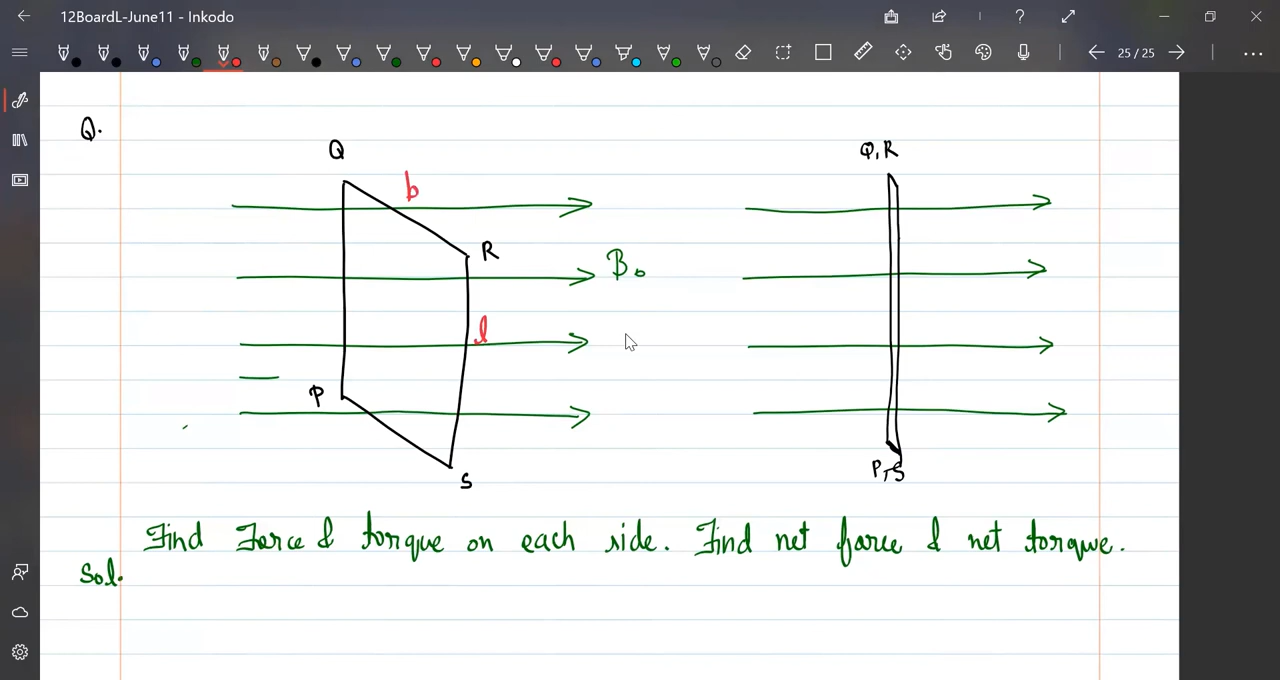 12BoardL-June11 - Inkodo
25 / 25
Q.
Q
b
R
B₀
l
P
S
Q, R
P, S
Find Force & torque on each side. Find net force & net torque.
Sol.